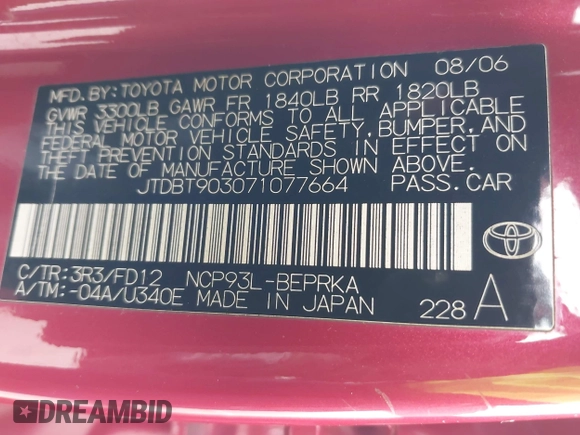 MFD. BY: TOYOTA MOTOR CORPORATION 08/06
GVWR 3300LB GAWR FR 1840LB RR 1820LB
THIS VEHICLE CONFORMS TO ALL APPLICABLE
FEDERAL MOTOR VEHICLE SAFETY, BUMPER, AND
THEFT PREVENTION STANDARDS IN EFFECT ON
THE DATE OF MANUFACTURE SHOWN ABOVE.
JTDBT903071077664 PASS. CAR
C/TR:3R3/FD12 NCP93L-BEPRKA
A/TM:-04A/U340E MADE IN JAPAN 228 A
DREAMBID